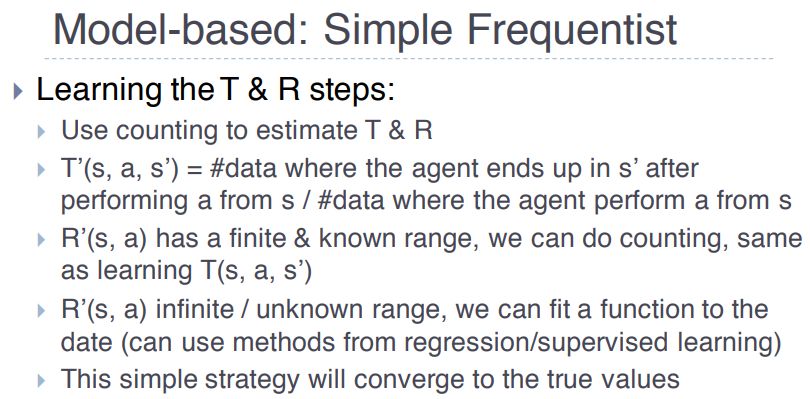 Model-based: Simple Frequentist
Learning the T & R steps:
Use counting to estimate T & R
T’(s, a, s’) = #data where the agent ends up in s’ after
performing a from s / #data where the agent perform a from s
R’(s, a) has a finite & known range, we can do counting, same
as learning T(s, a, s’)
R’(s, a) infinite / unknown range, we can fit a function to the
date (can use methods from regression/supervised learning)
This simple strategy will converge to the true values